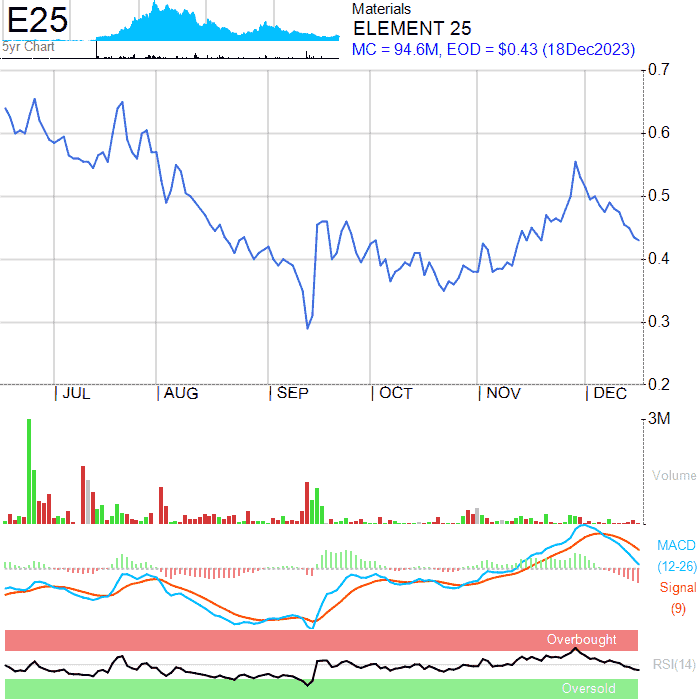 E25
5yr Chart
Materials
ELEMENT 25
MC = 94.6M, EOD = $0.43 (18Dec2023)
0.7
0.6
0.5
0.4
0.3
0.2
JUL AUG SEP OCT NOV DEC
3M
Volume
MACD
(12-26)
Signal
(9)
Overbought
RSI(14)
Oversold